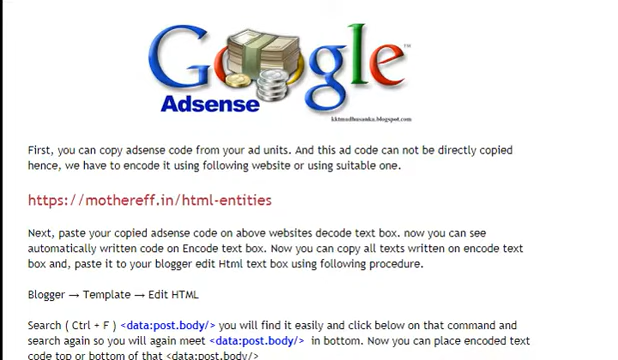 Google
Adsense
kktmadhusanka.blogspot.com
First, you can copy adsense code from your ad units. And this ad code can not be directly copied
hence, we have to encode it using following website or using suitable one.
https://mothereff.in/html-entities
Next, paste your copied adsense code on above websites decode text box. now you can see
automatically written code on Encode text box. Now you can copy all texts written on encode text
box and, paste it to your blogger edit Html text box using following procedure.
Blogger → Template → Edit HTML
Search ( Ctrl + F ) <data:post.body/> you will find it easily and click below on that command and
search again so you will again meet <data:post.body/> in bottom. Now you can place encoded text
code top or bottom of that <data:post.body/>